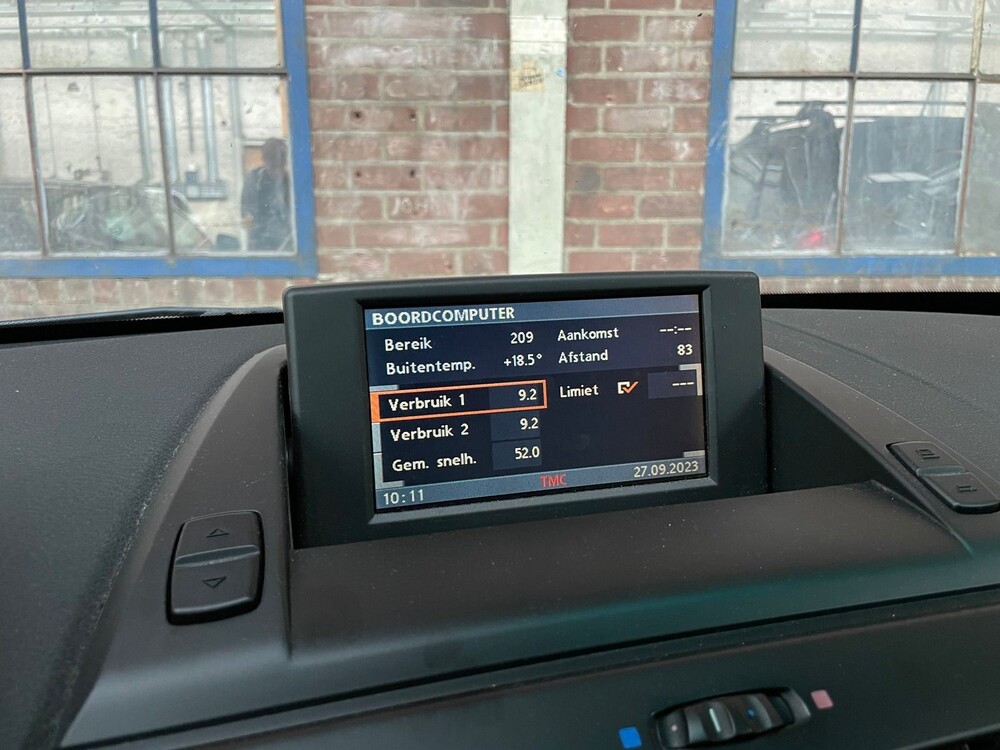 BOORDCOMPUTER
Bereik 209 Aankomst --:--
Buitentemp. +18.5° Afstand 83
Verbruik 1 9.2 Limiet ---
Verbruik 2 9.2
Gem. snelh. 52.0
10:11 TMC 27.09.2023